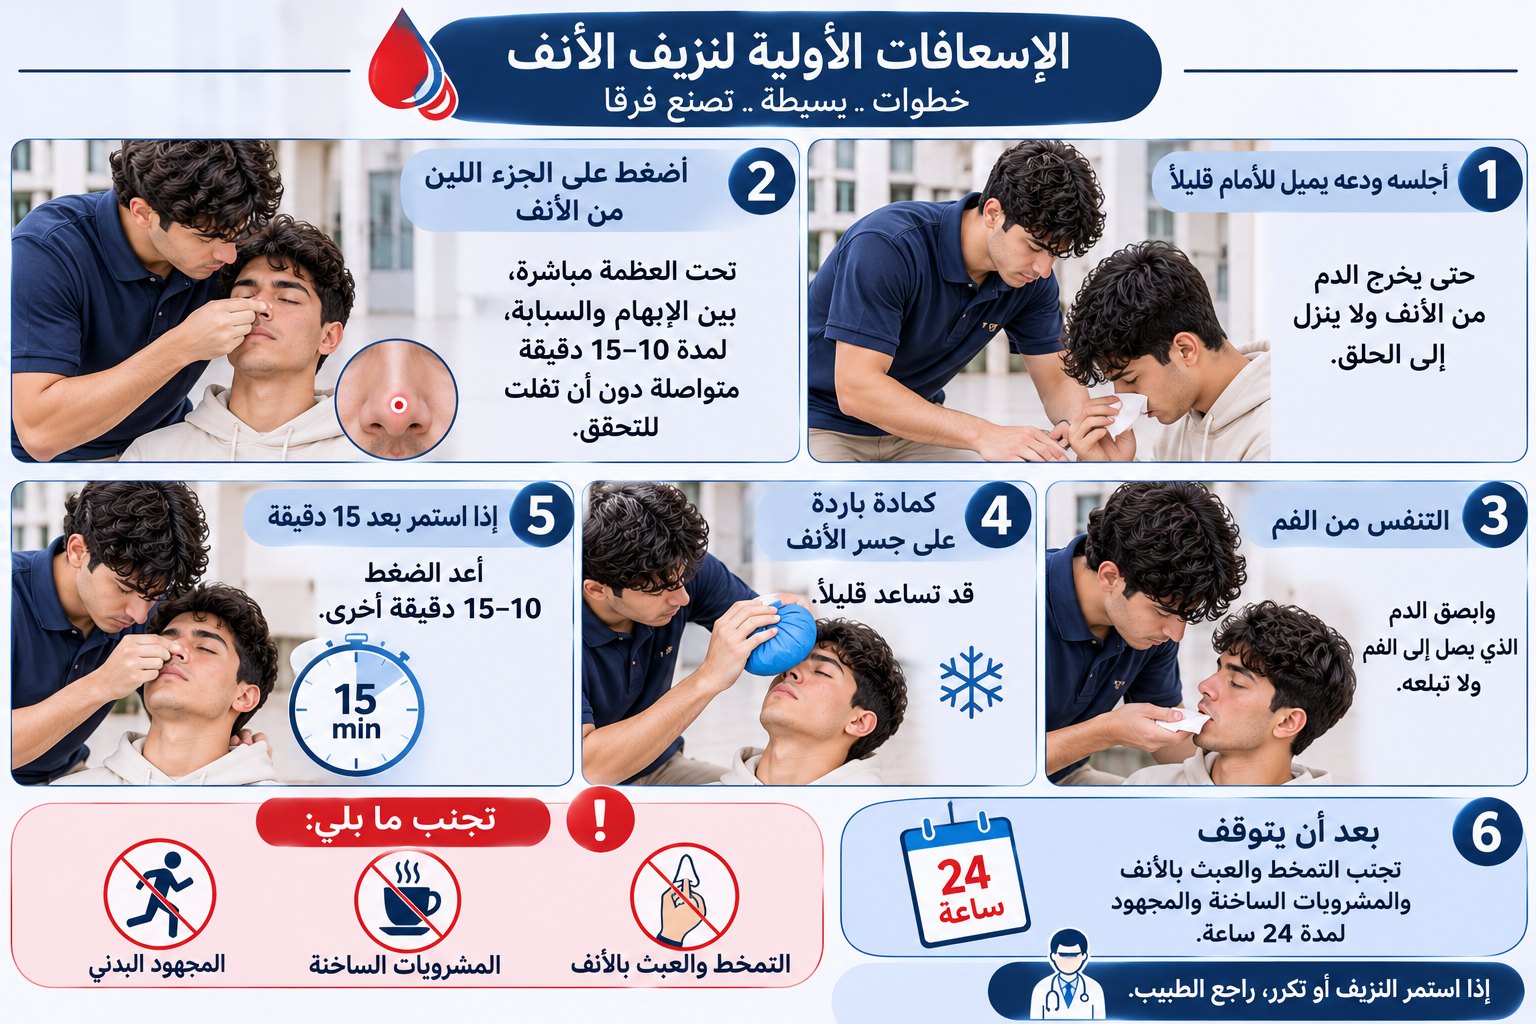 الإسعافات الأولية لنزيف الأنف
خطوات .. يسيطة .. تصنع فرقا
1
أجلسه ودعه يميل للأمام قليلاً
حتى يخرج الدم
من الأنف ولا ينزل
إلى الحلق.
2
أضغط على الجزء اللين
من الأنف
تحت العظمة مباشرة،
بين الإبهام والسبابة،
لمدة 10–15 دقيقة
متواصلة دون أن تفلت
للتحقق.
3
التنفس من الفم
وابصق الدم
الذي يصل إلى الفم
ولا تبلعه.
4
كمادة باردة
على جسر الأنف
قد تساعد قليلاً.
5
إذا استمر بعد 15 دقيقة
أعد الضغط
10–15 دقيقة أخرى.
15
min
6
بعد أن يتوقف
تجنب التمخط والعبث بالأنف
والمشروبات الساخنة والمجهود
لمدة 24 ساعة.
24
ساعة
إذا استمر النزيف أو تكرر، راجع الطبيب.
!
تجنب ما بلي:
التمخط والعبث بالأنف
المشروبات الساخنة
المجهود البدني